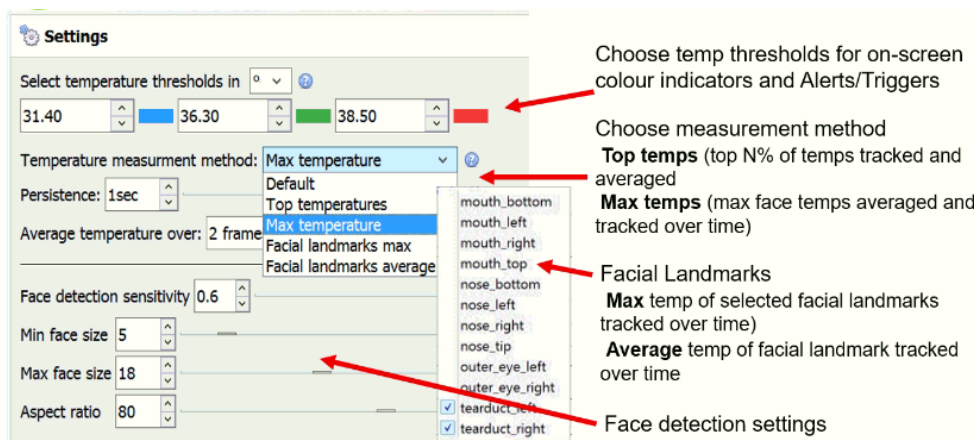 Settings
Select temperature thresholds in °
31.40 36.30 38.50
Temperature measurment method: Max temperature
Persistence: 1sec
Default
Top temperatures
Max temperature
Facial landmarks max
Facial landmarks average
Average temperature over: 2 frame
Face detection sensitivity 0.6
Min face size 5
Max face size 18
Aspect ratio 80
mouth_bottom
mouth_left
mouth_right
mouth_top
nose_bottom
nose_left
nose_right
nose_tip
outer_eye_left
outer_eye_right
tearduct_left
tearduct_right
Choose temp thresholds for on-screen
colour indicators and Alerts/Triggers
Choose measurement method
Top temps (top N% of temps tracked and
averaged
Max temps (max face temps averaged and
tracked over time)
Facial Landmarks
Max temp of selected facial landmarks
tracked over time)
Average temp of facial landmark tracked
over time
Face detection settings